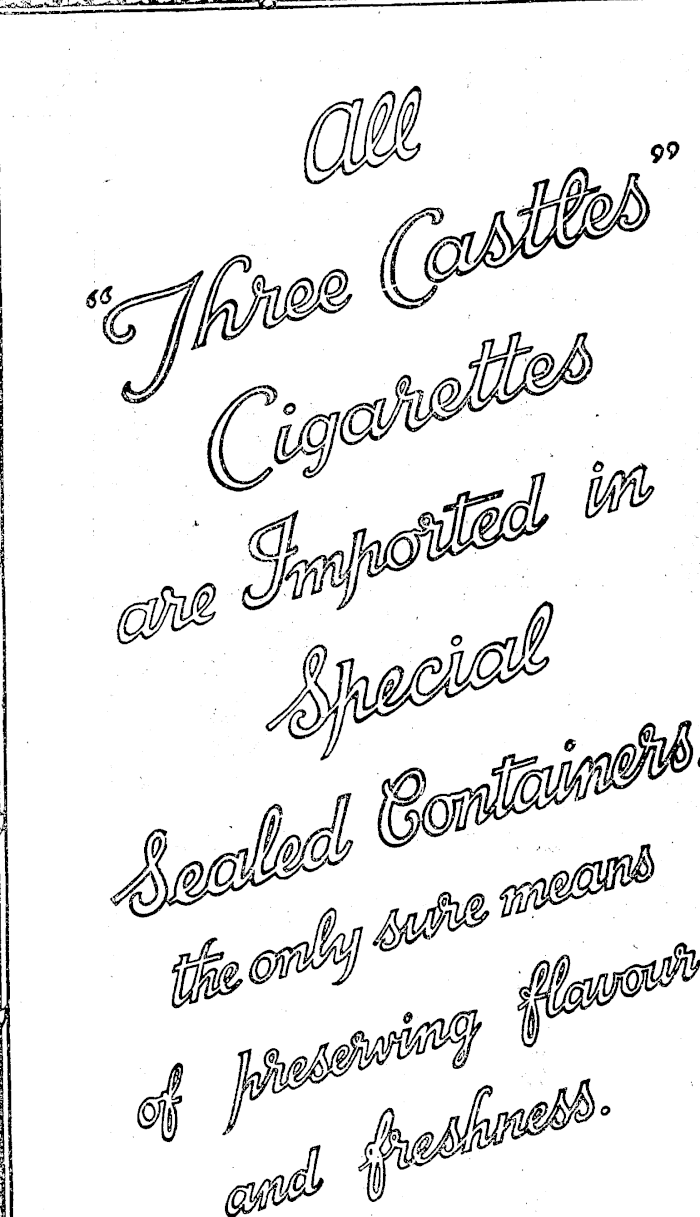 All
“Three Castles”
Cigarettes
are Imported in
Special
Sealed Containers.
the only sure means
of preserving flavour
and freshness.